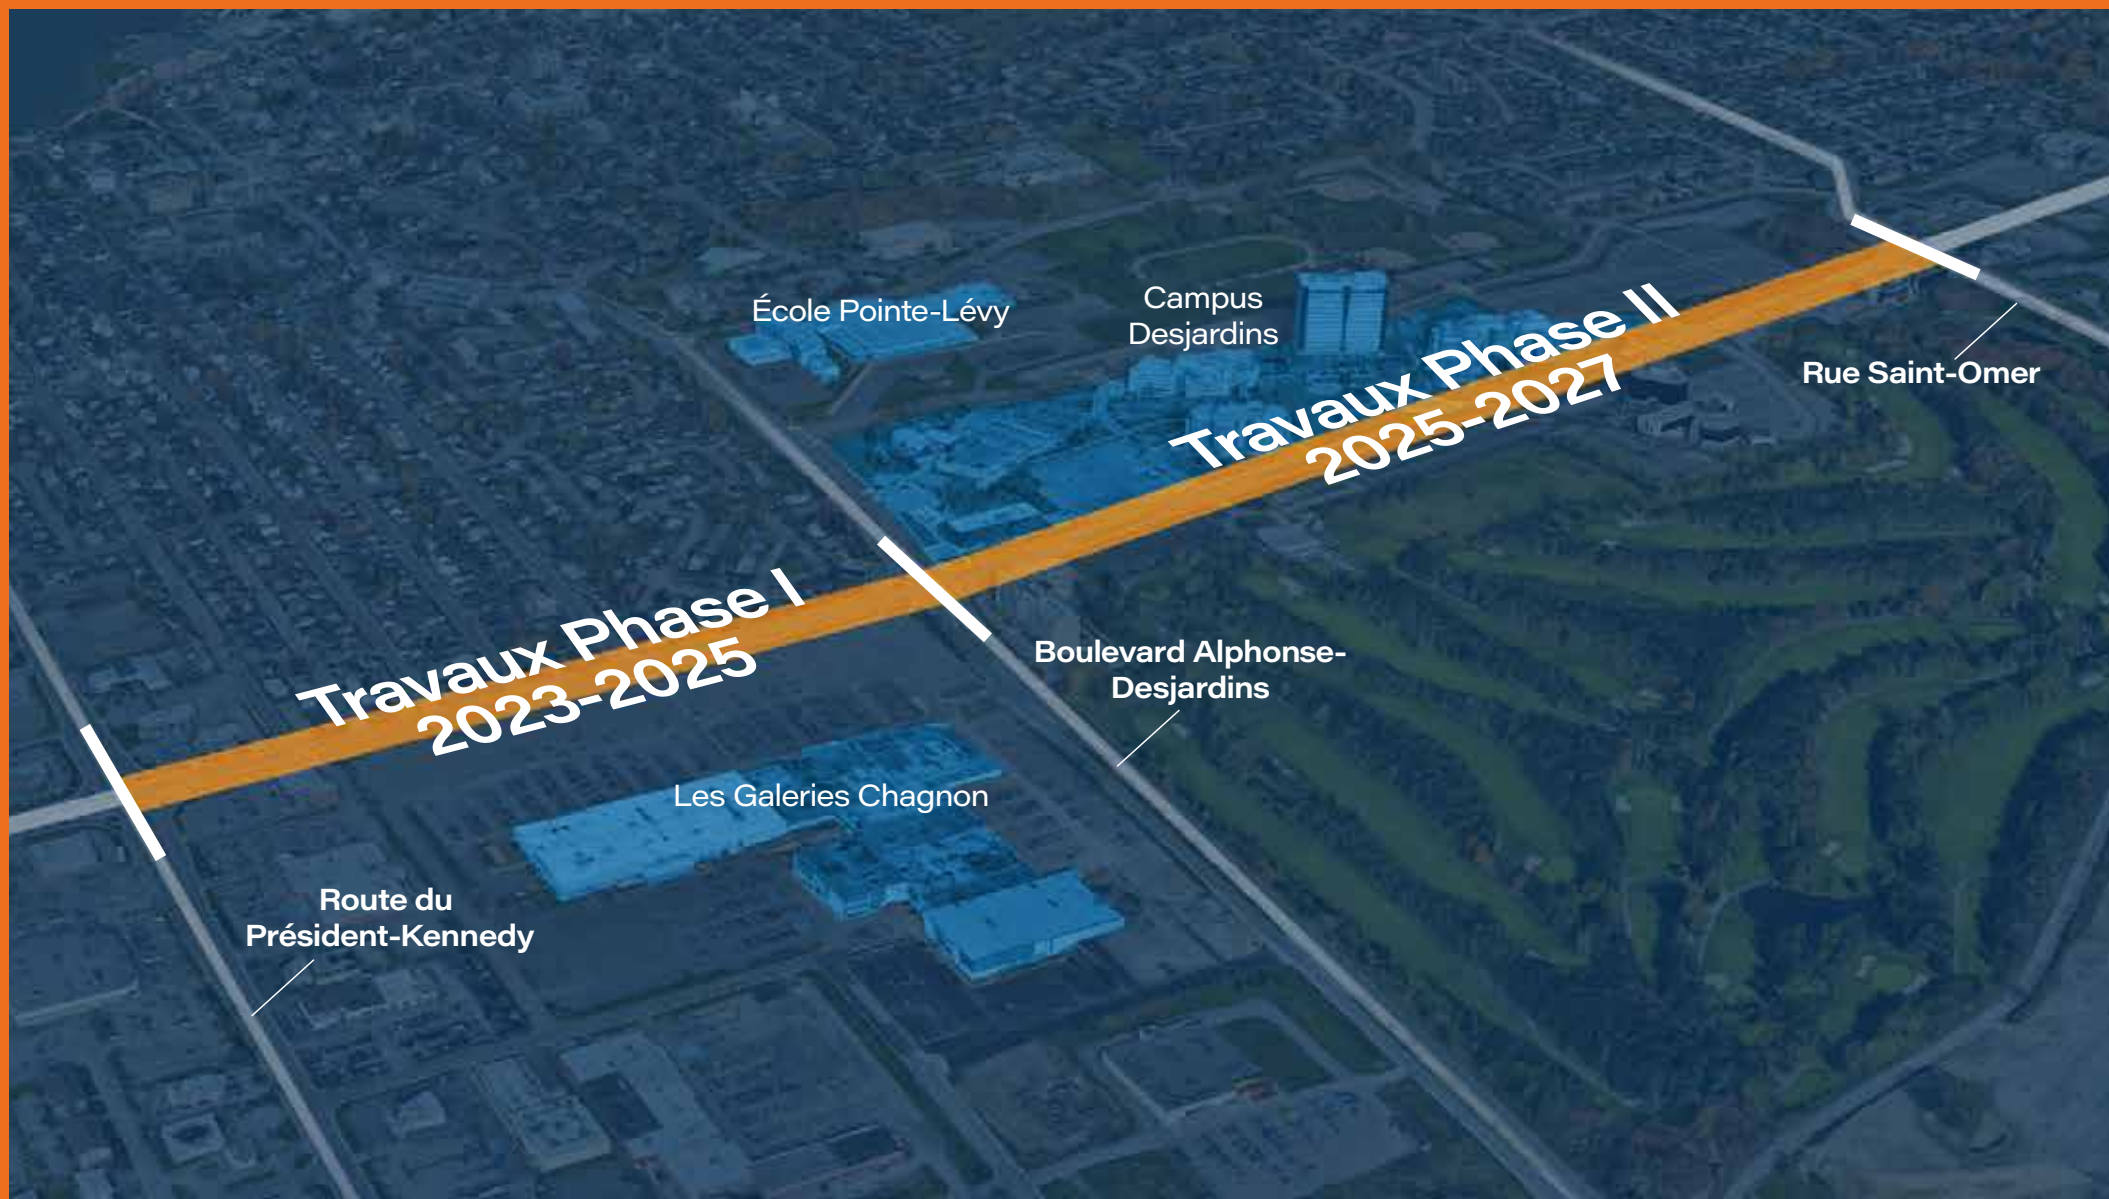 École Pointe-Lévy
Campus
Desjardins
Travaux Phase II
2025-2027
Rue Saint-Omer
Travaux Phase I
2023-2025
Boulevard Alphonse-
Desjardins
Les Galeries Chagnon
Route du
Président-Kennedy